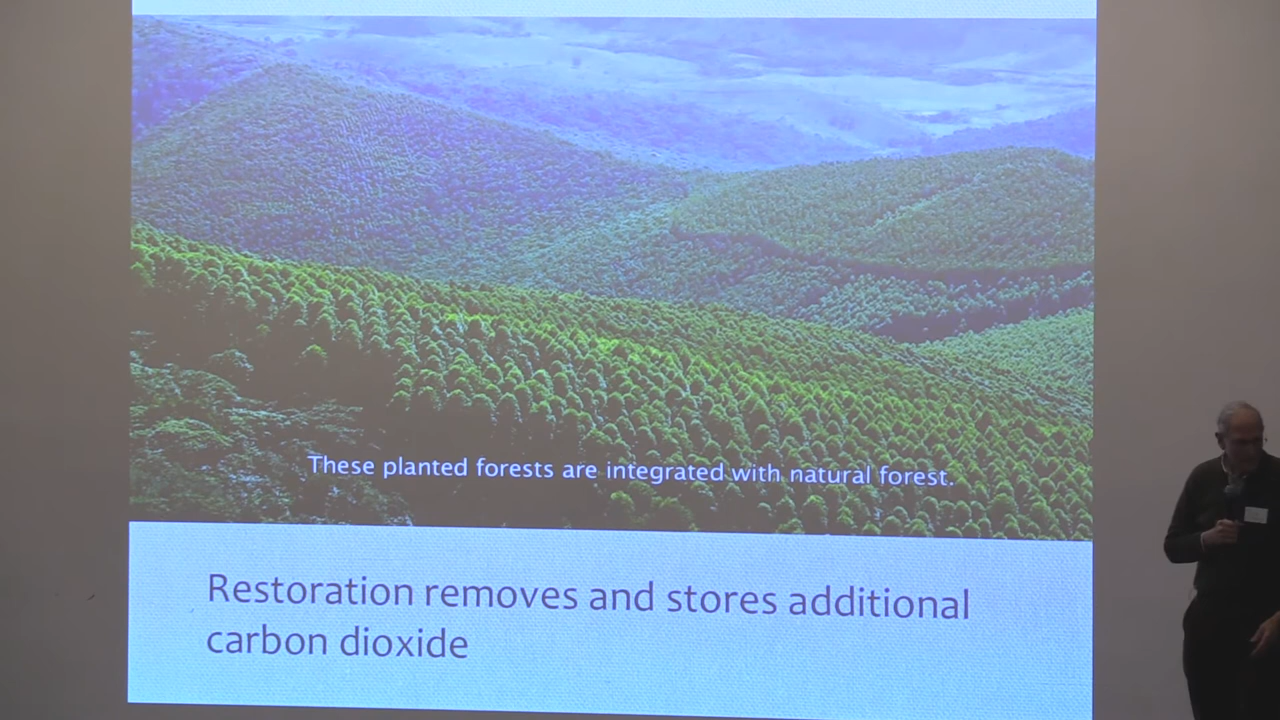 These planted forests are integrated with natural forest.
Restoration removes and stores additional
carbon dioxide